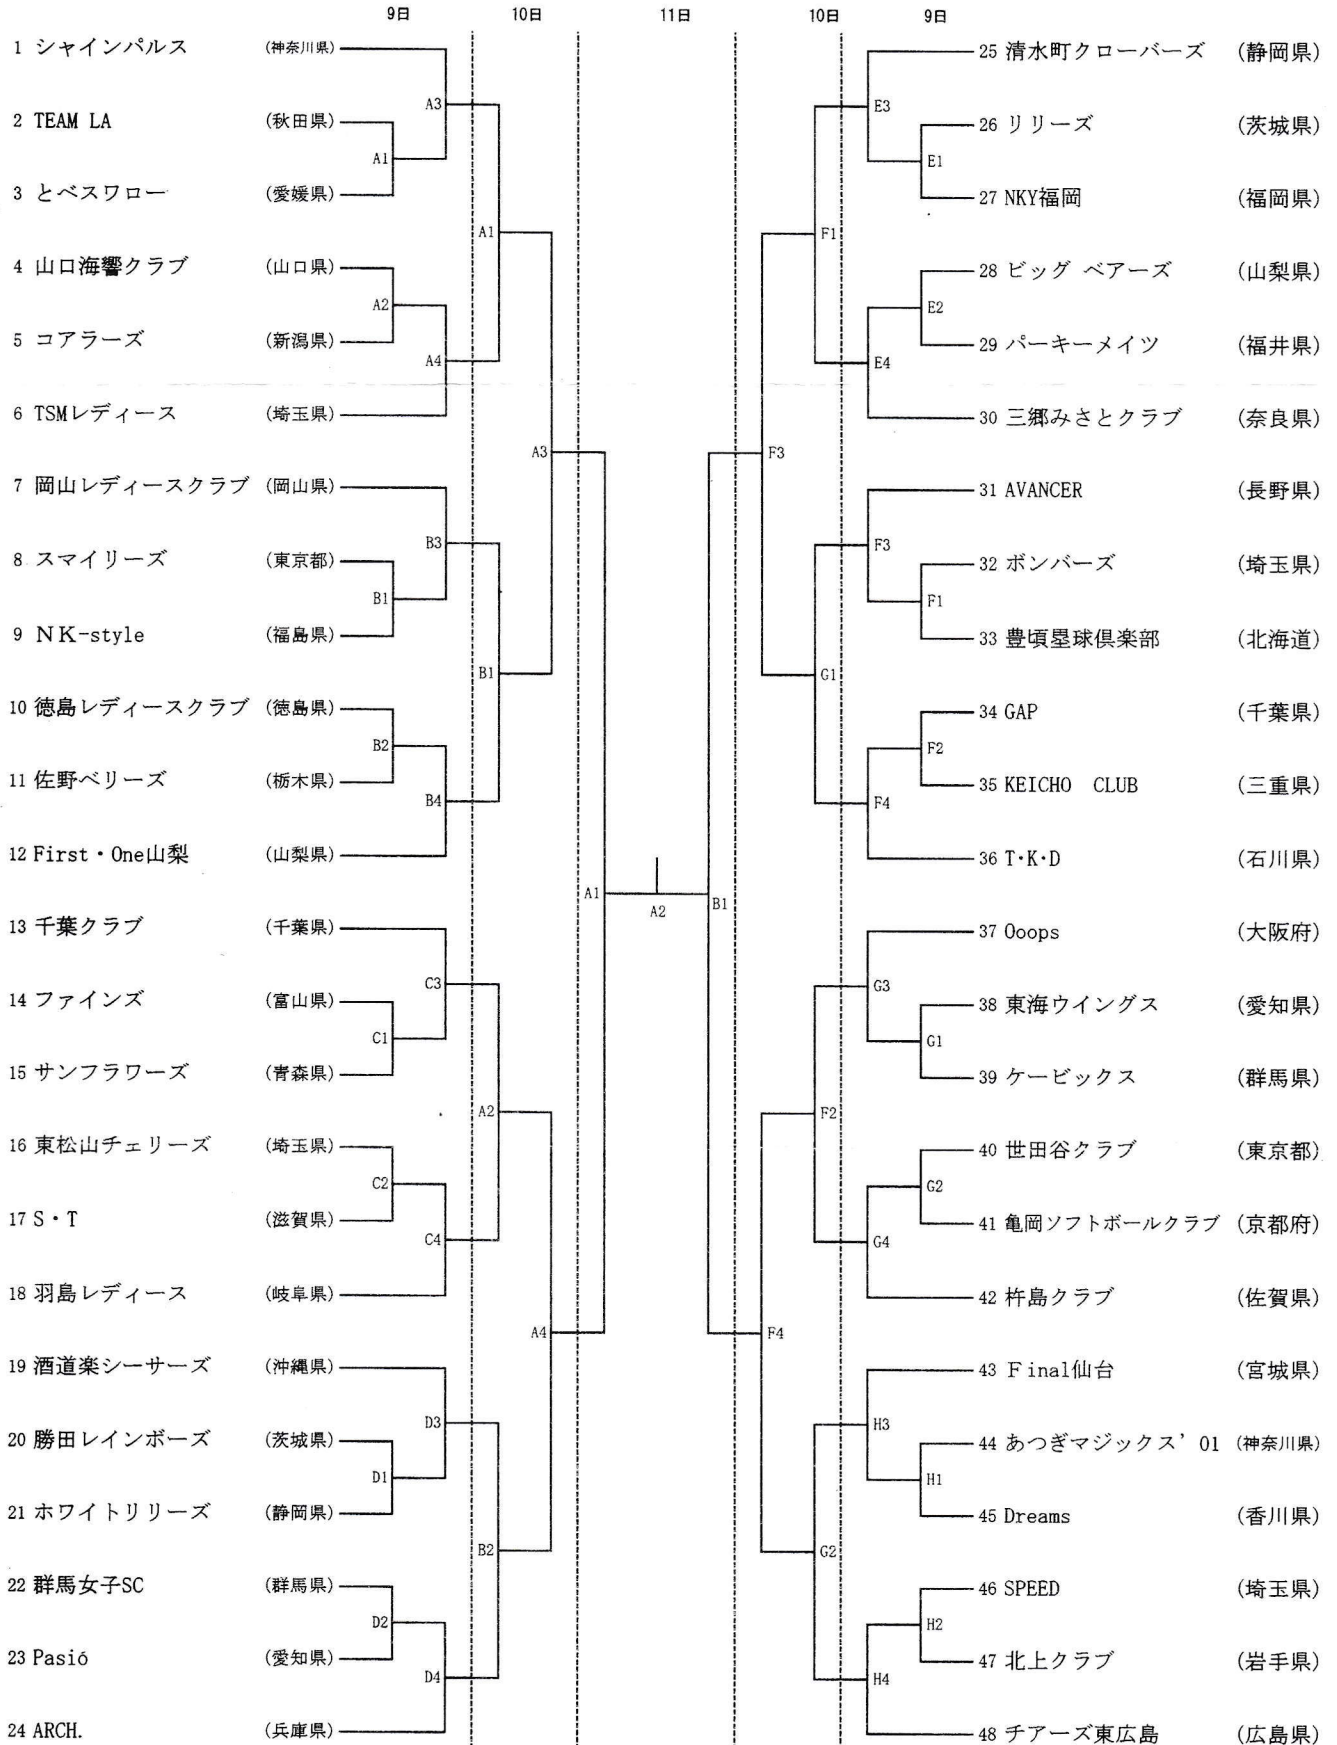 9日 10日 11日 10日 9日
1 シャインパルス (神奈川県)
2 TEAM LA (秋田県)
3 とベスワロー (愛媛県)
4 山口海響クラブ (山口県)
5 コアラーズ (新潟県)
6 TSMレディース (埼玉県)
7 岡山レディースクラブ (岡山県)
8 スマイリーズ (東京都)
9 NK-style (福島県)
10 徳島レディースクラブ (徳島県)
11 佐野ベリーズ (栃木県)
12 First・One山梨 (山梨県)
13 千葉クラブ (千葉県)
14 ファインズ (富山県)
15 サンフラワーズ (青森県)
16 東松山チェリーズ (埼玉県)
17 S・T (滋賀県)
18 羽島レディース (岐阜県)
19 酒道楽シーサーズ (沖縄県)
20 勝田レインボーズ (茨城県)
21 ホワイトリリーズ (静岡県)
22 群馬女子SC (群馬県)
23 Pasió (愛知県)
24 ARCH. (兵庫県)
A3
A1
A2
A4
B3
B1
B2
B4
C3
C1
C2
C4
D3
D1
D2
D4
A1
B1
A2
B2
A3
A4
A1
A2
B1
F3
F4
F1
G1
F2
G2
E3
E1
E2
E4
F3
F1
F2
F4
G3
G1
G2
G4
H3
H1
H2
H4
25 清水町クローバーズ (静岡県)
26 リリーズ (茨城県)
27 NKY福岡 (福岡県)
28 ビッグ ベアーズ (山梨県)
29 パーキーメイツ (福井県)
30 三郷みさとクラブ (奈良県)
31 AVANCER (長野県)
32 ボンバーズ (埼玉県)
33 豊頃塁球倶楽部 (北海道)
34 GAP (千葉県)
35 KEICHO CLUB (三重県)
36 T・K・D (石川県)
37 Ooops (大阪府)
38 東海ウイングス (愛知県)
39 ケービックス (群馬県)
40 世田谷クラブ (東京都)
41 亀岡ソフトボールクラブ (京都府)
42 杵島クラブ (佐賀県)
43 Final仙台 (宮城県)
44 あつぎマジックス’01 (神奈川県)
45 Dreams (香川県)
46 SPEED (埼玉県)
47 北上クラブ (岩手県)
48 チアーズ東広島 (広島県)